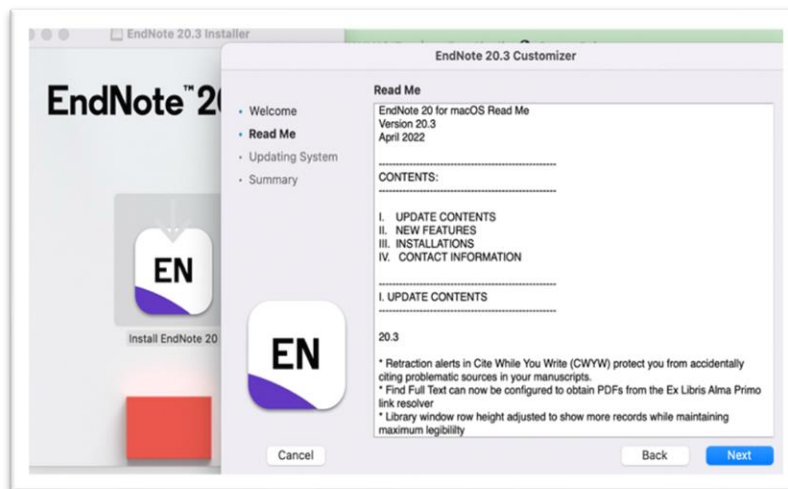 EndNote 20.3 Installer
EndNote™ 20
EN
Install EndNote 20
EndNote 20.3 Customizer
• Welcome
• Read Me
• Updating System
• Summary
EN
Cancel
Read Me
EndNote 20 for macOS Read Me
Version 20.3
April 2022
------------------------------------------------------
CONTENTS:
------------------------------------------------------
I. UPDATE CONTENTS
II. NEW FEATURES
III. INSTALLATIONS
IV. CONTACT INFORMATION
------------------------------------------------------
I. UPDATE CONTENTS
------------------------------------------------------
20.3
* Retraction alerts in Cite While You Write (CWYW) protect you from accidentally
citing problematic sources in your manuscripts.
* Find Full Text can now be configured to obtain PDFs from the Ex Libris Alma Primo
link resolver
* Library window row height adjusted to show more records while maintaining
maximum legibility
Back
Next